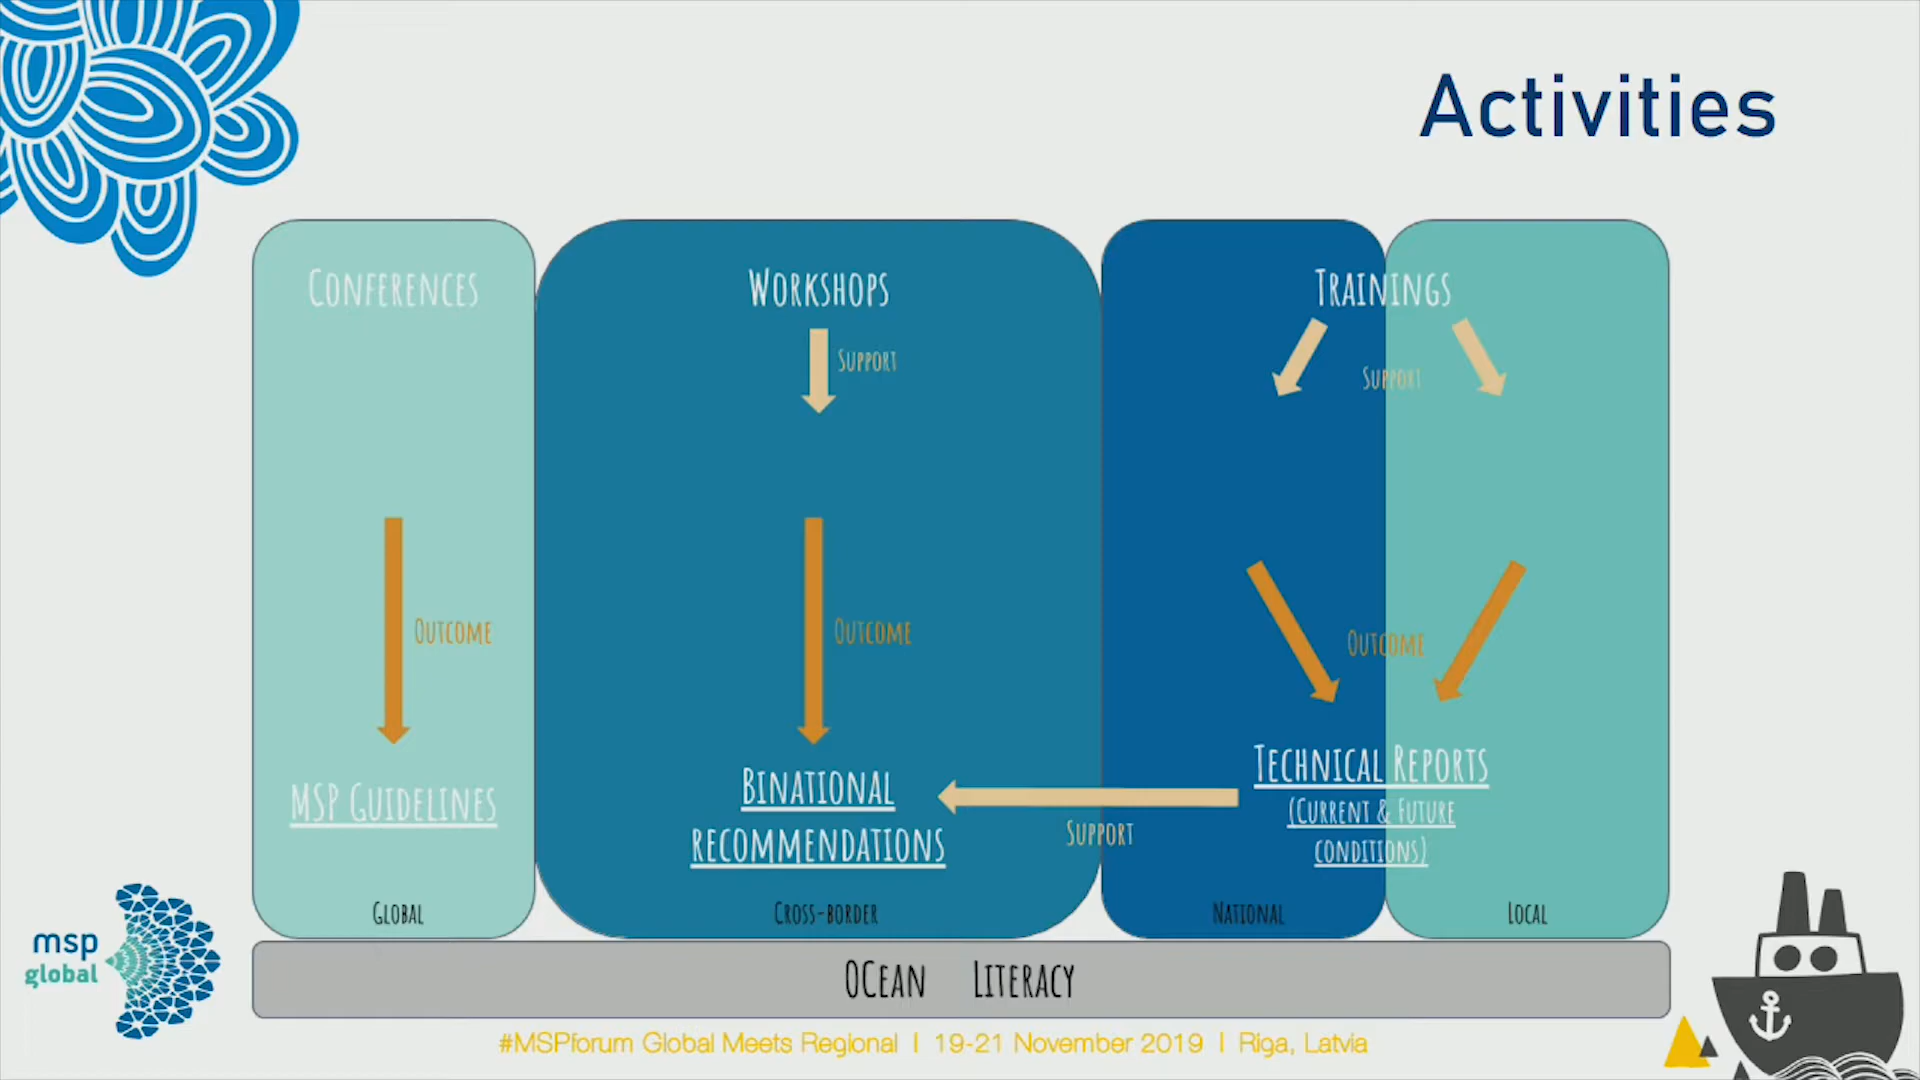 Activities
CONFERENCES
WORKSHOPS
TRAININGS
SUPPORT
SUPPORT
OUTCOME
OUTCOME
OUTCOME
MSP GUIDELINES
BINATIONAL
RECOMMENDATIONS
SUPPORT
TECHNICAL REPORTS
(CURRENT & FUTURE
CONDITIONS)
GLOBAL
CROSS-BORDER
NATIONAL
LOCAL
OCEAN LITERACY
msp
global
#MSPforum Global Meets Regional | 19-21 November 2019 | Riga, Latvia